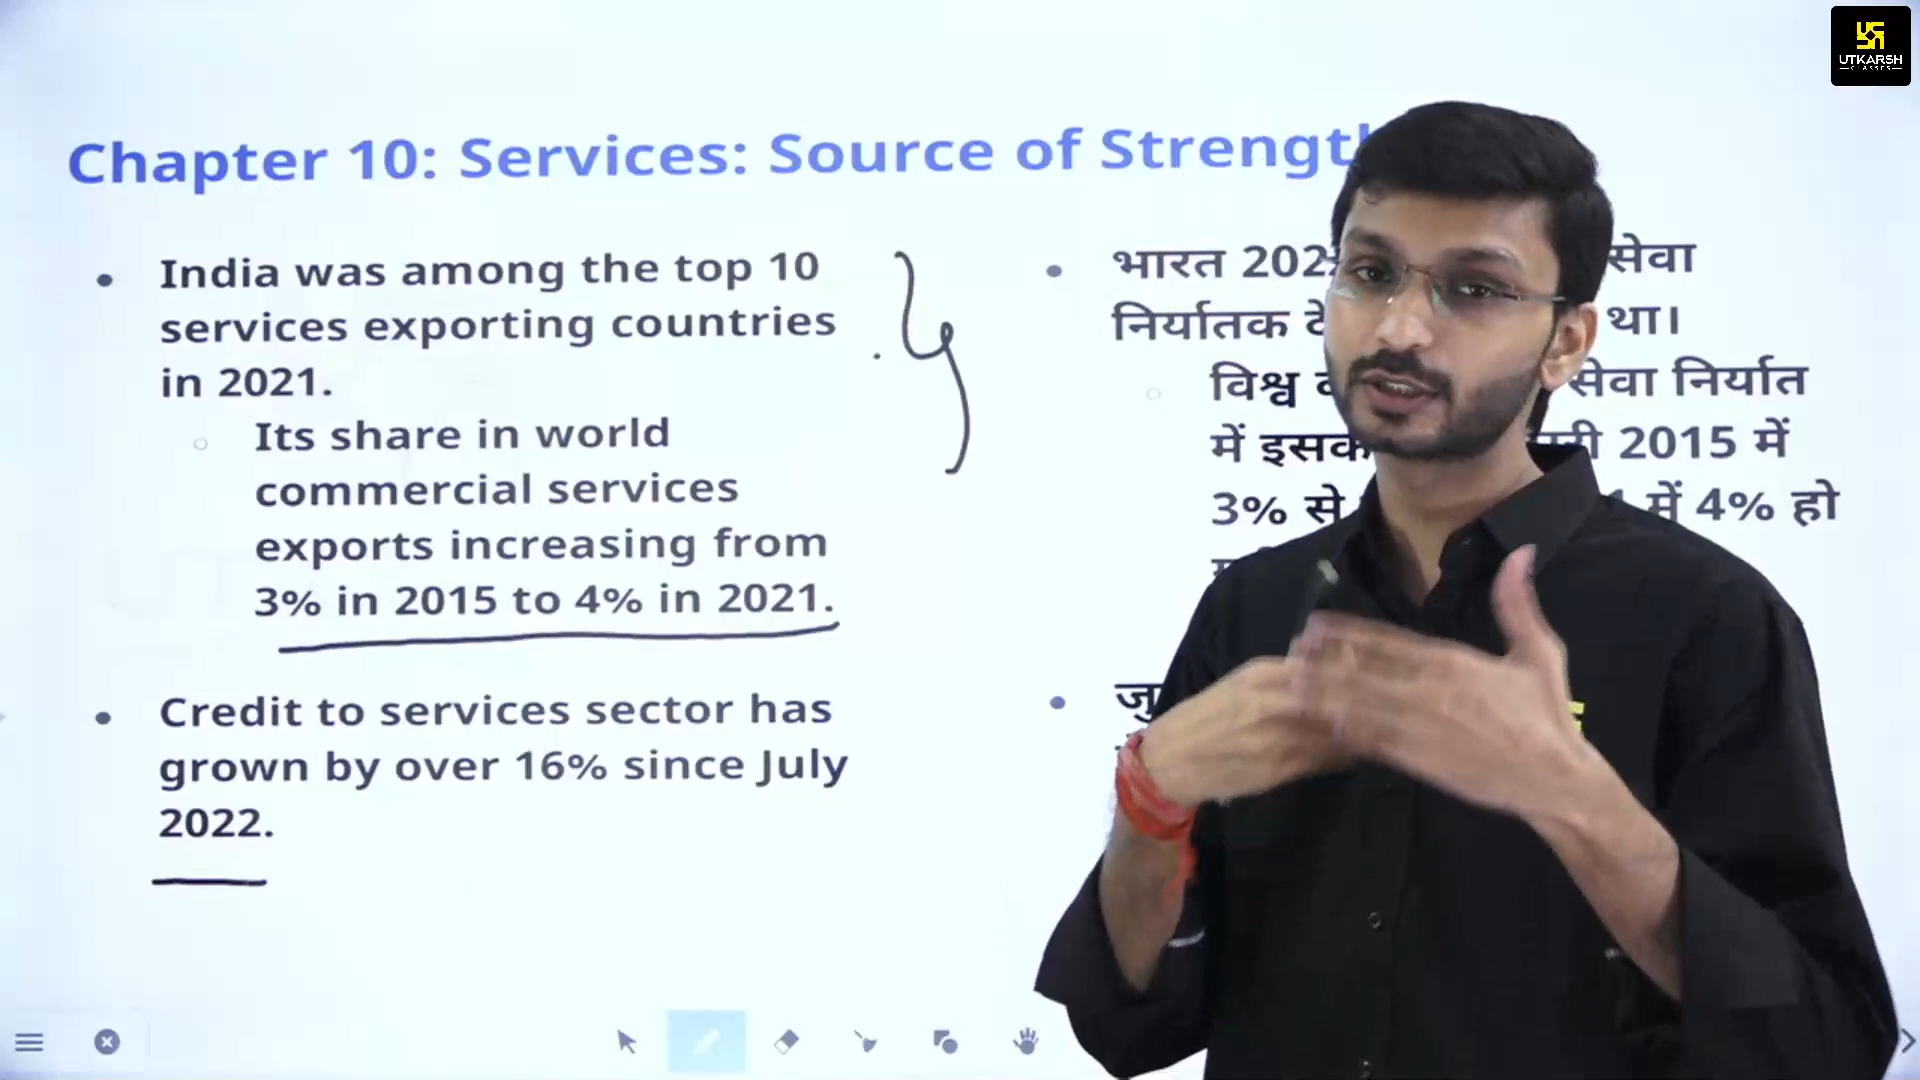 UTKARSH
CLASSES
Chapter 10: Services: Source of Strengt
India was among the top 10
services exporting countries
in 2021.
Its share in world
commercial services
exports increasing from
3% in 2015 to 4% in 2021.
Credit to services sector has
grown by over 16% since July
2022.
भारत सेवा
निर्यातक था।
विश्व सेवा निर्यात
में 2015 में
3% से में 4% हो